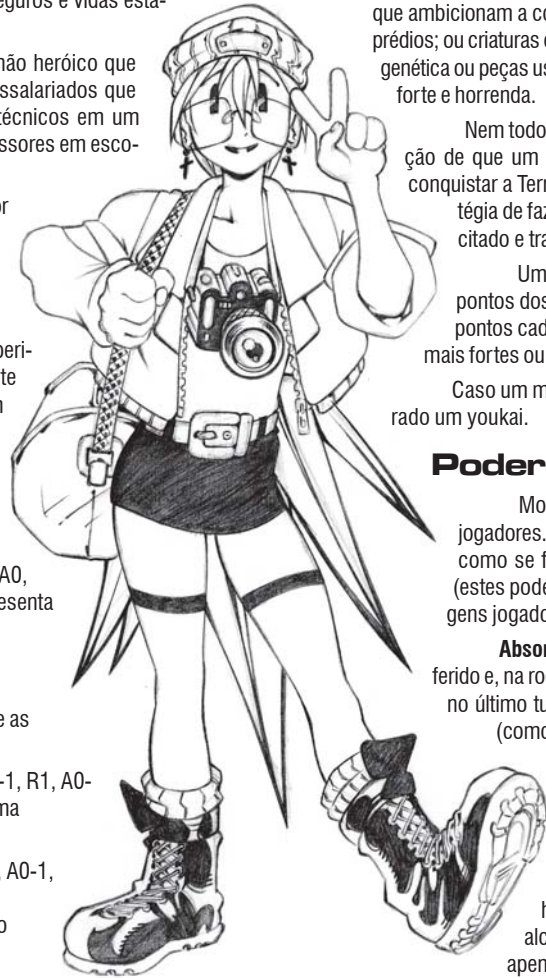 eguros e vidas está-
não heróico que
ssalariados que
técnicos em um
ssores em esco-
or
peri-
te
A0,
esenta
e as
-1, R1, A0-
ma
, A0-1,
o
que ambicionam a co
prédios; ou criaturas
genética ou peças us
forte e horrenda.
Nem todo
ção de que um
conquistar a Terr
tégia de faz
citado e tra
Um
pontos dos
pontos cad
mais fortes ou
Caso um m
rado um youkai.
Poder
Mo
jogadores.
como se f
(estes pode
gens jogado
Absor
ferido e, na ro
no último tu
(como
h
alc
apen